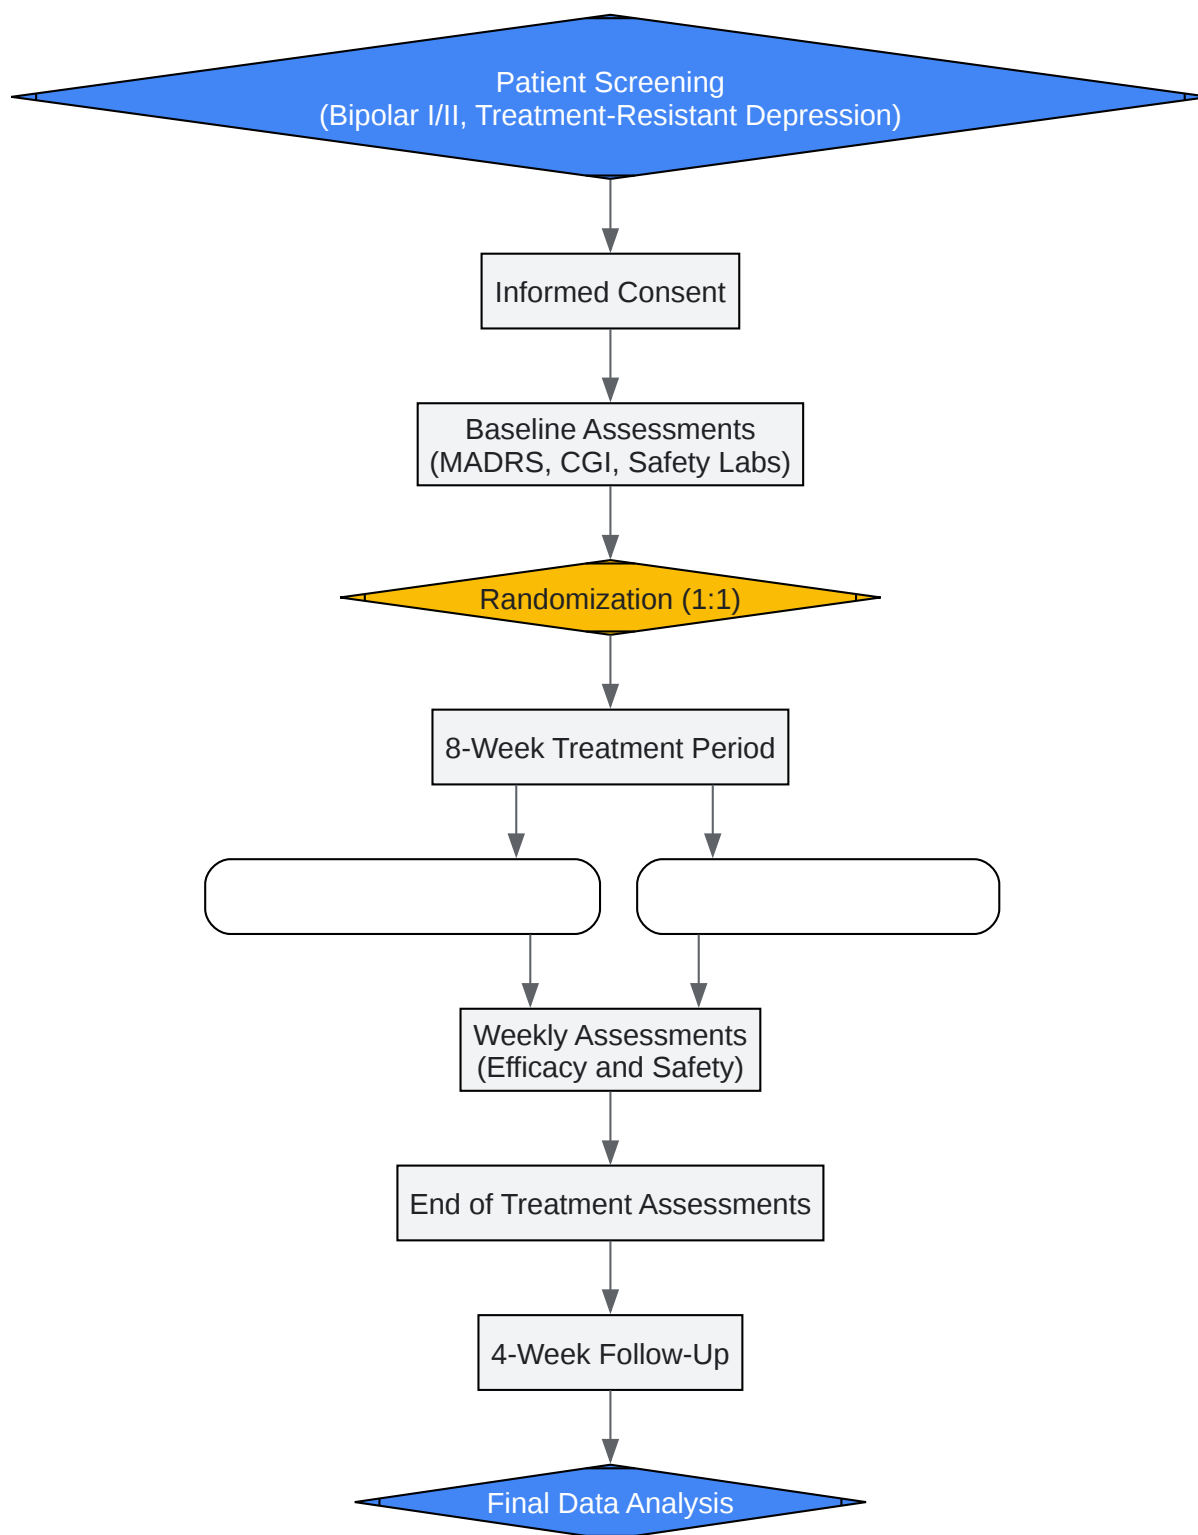 Patient Screening
(Bipolar I/II, Treatment-Resistant Depression)
Informed Consent
Baseline Assessments
(MADRS, CGI, Safety Labs)
Randomization (1:1)
8-Week Treatment Period
Weekly Assessments
(Efficacy and Safety)
End of Treatment Assessments
4-Week Follow-Up
Final Data Analysis